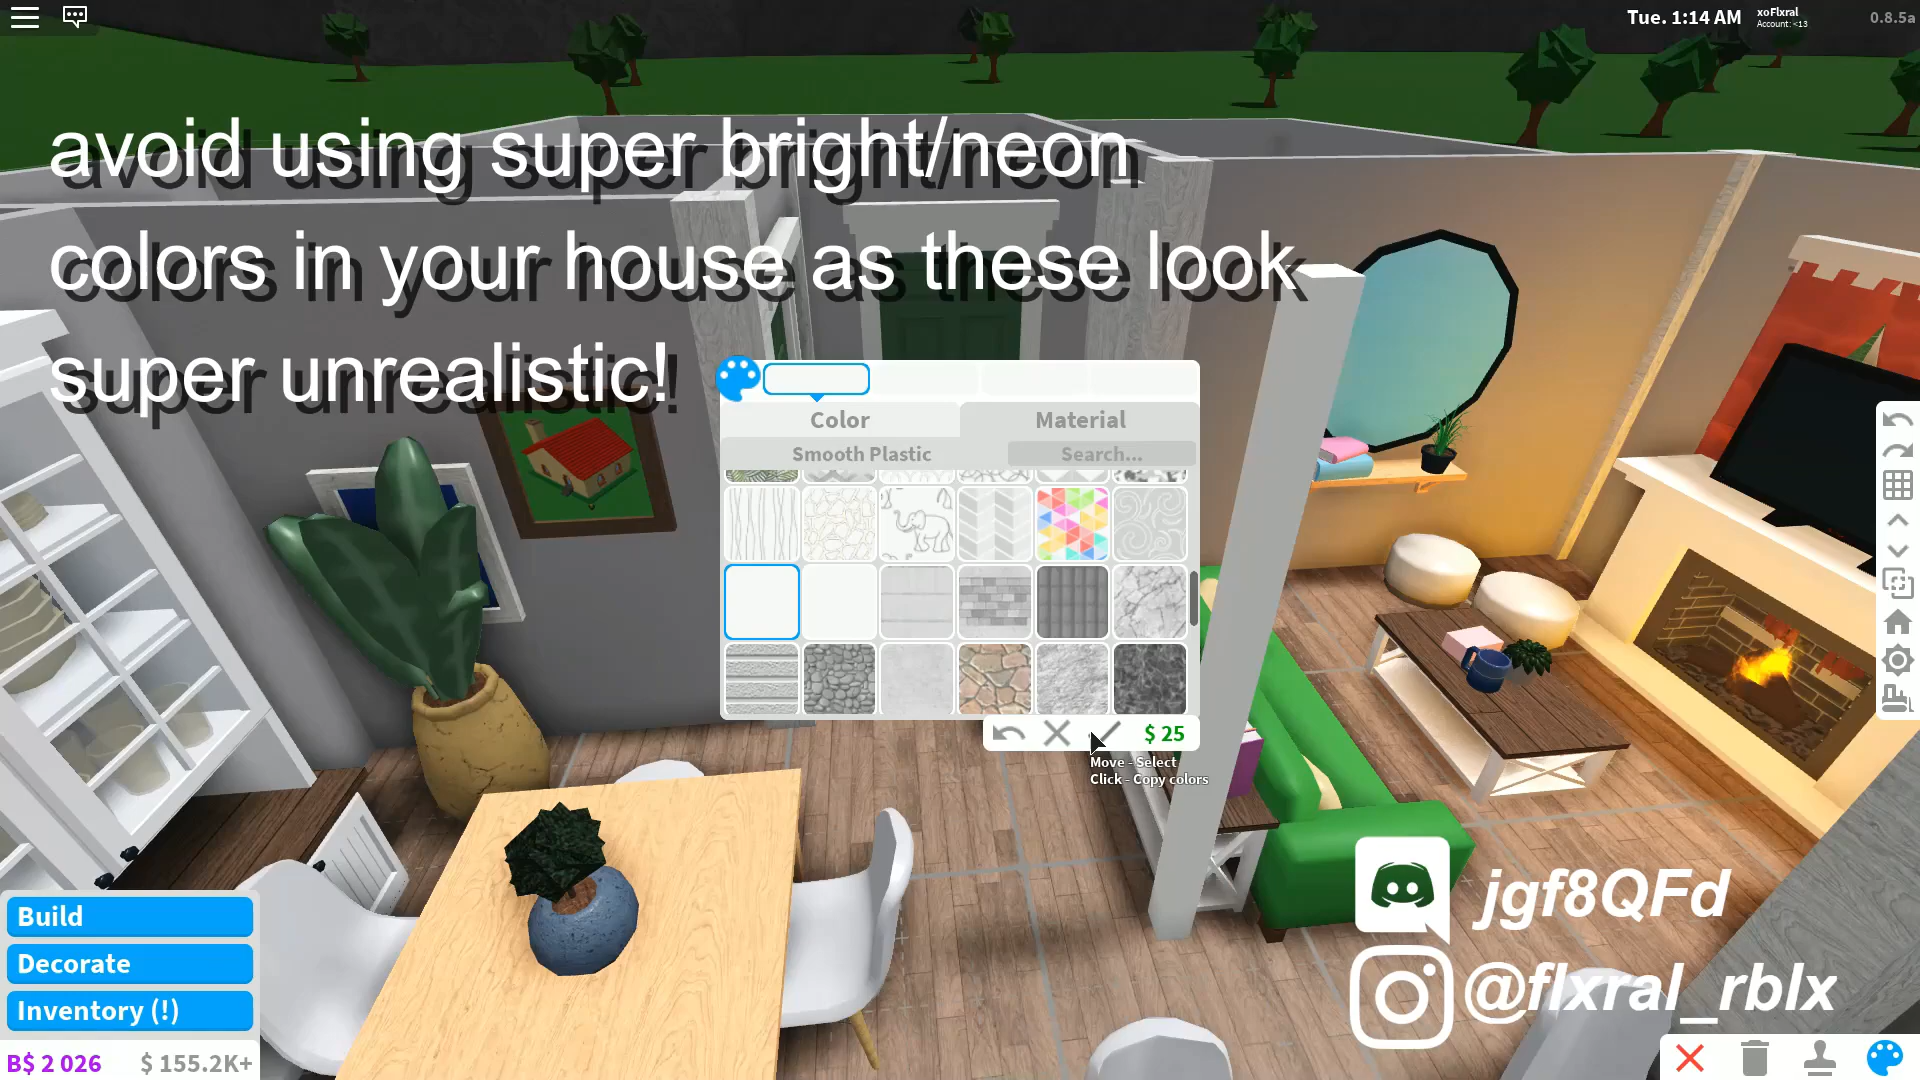 Tue. 1:14 AM
xoFlxral
Account: <13
0.8.5a
avoid using super bright/neon
colors in your house as these look
super unrealistic!
Color
Material
Smooth Plastic
Search...
$ 25
Move - Select
Click - Copy colors
Build
Decorate
Inventory (!)
B$ 2 026
$ 155.2K+
jgf8QFd
@flxral_rblx